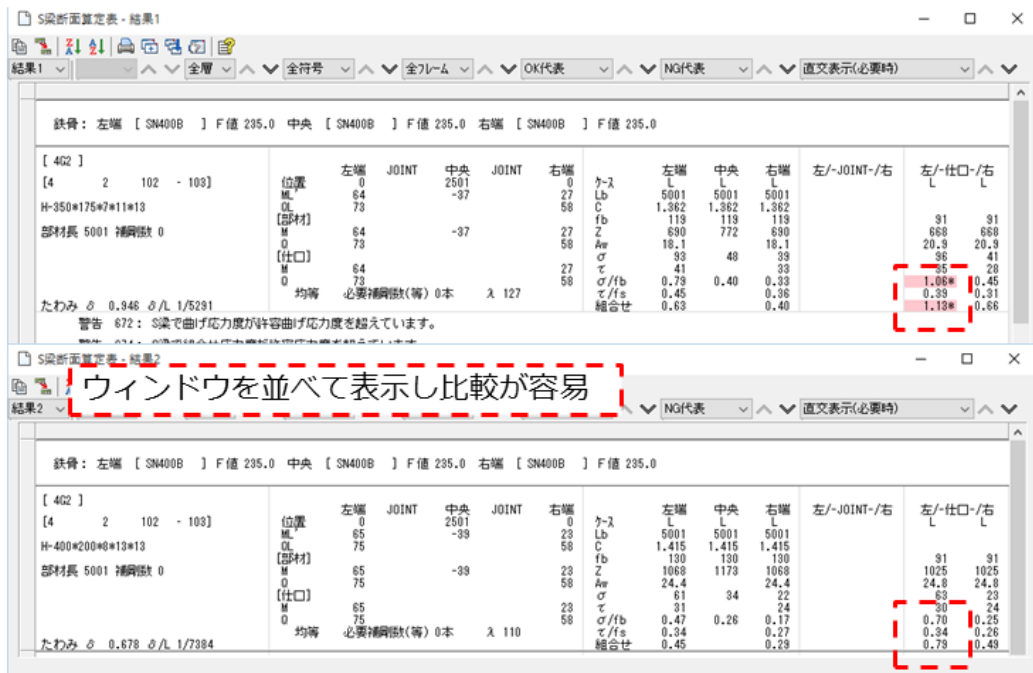 S梁断面算定表 - 結果1
結果1 全層 全符号 全フレーム OK代表 NG代表 直交表示(必要時)
鉄骨: 左端 [ SN400B ] F値 235.0 中央 [ SN400B ] F値 235.0 右端 [ SN400B ] F値 235.0
[ 4G2 ] 左端 JOINT 中央 JOINT 右端 左端 中央 右端 左/-JOINT-/右 左/-仕口-/右
[4 2 102 - 103] 位置 0 2501 0 ケース L L L L L
ML 64 -37 27 Lb 5001 5001 5001
H-350*175*7*11*13 QL 73 58 C 1.362 1.362 1.362
[部材] fb 119 119 119 91 91
部材長 5001 補剛数 0 M 64 -37 27 Z 690 772 690 668 668
Q 73 58 Aw 18.1 18.1 20.9 20.9
[仕口] σ 93 48 39 96 41
M 64 27 τ 41 33 35 28
Q 73 58 σ/fb 0.79 0.40 0.33 1.06* 0.45
均等 必要補剛数(等) 0本 λ 127 τ/fs 0.45 0.36 0.39 0.31
たわみ δ 0.946 δ/L 1/5291 組合せ 0.63 0.40 1.13* 0.66
警告 672: S梁で曲げ応力度が許容曲げ応力度を超えています。
S梁断面算定表 - 結果2
ウィンドウを並べて表示し比較が容易
結果2 NG代表 直交表示(必要時)
鉄骨: 左端 [ SN400B ] F値 235.0 中央 [ SN400B ] F値 235.0 右端 [ SN400B ] F値 235.0
[ 4G2 ] 左端 JOINT 中央 JOINT 右端 左端 中央 右端 左/-JOINT-/右 左/-仕口-/右
[4 2 102 - 103] 位置 0 2501 0 ケース L L L L L
ML 65 -39 23 Lb 5001 5001 5001
H-400*200*8*13*13 QL 75 58 C 1.415 1.415 1.415
[部材] fb 130 130 130 91 91
部材長 5001 補剛数 0 M 65 -39 23 Z 1068 1173 1068 1025 1025
Q 75 58 Aw 24.4 24.4 24.8 24.8
[仕口] σ 61 34 22 63 23
M 65 23 τ 31 24 30 24
Q 75 58 σ/fb 0.47 0.26 0.17 0.70 0.25
均等 必要補剛数(等) 0本 λ 110 τ/fs 0.34 0.27 0.34 0.26
たわみ δ 0.678 δ/L 1/7384 組合せ 0.45 0.29 0.79 0.49